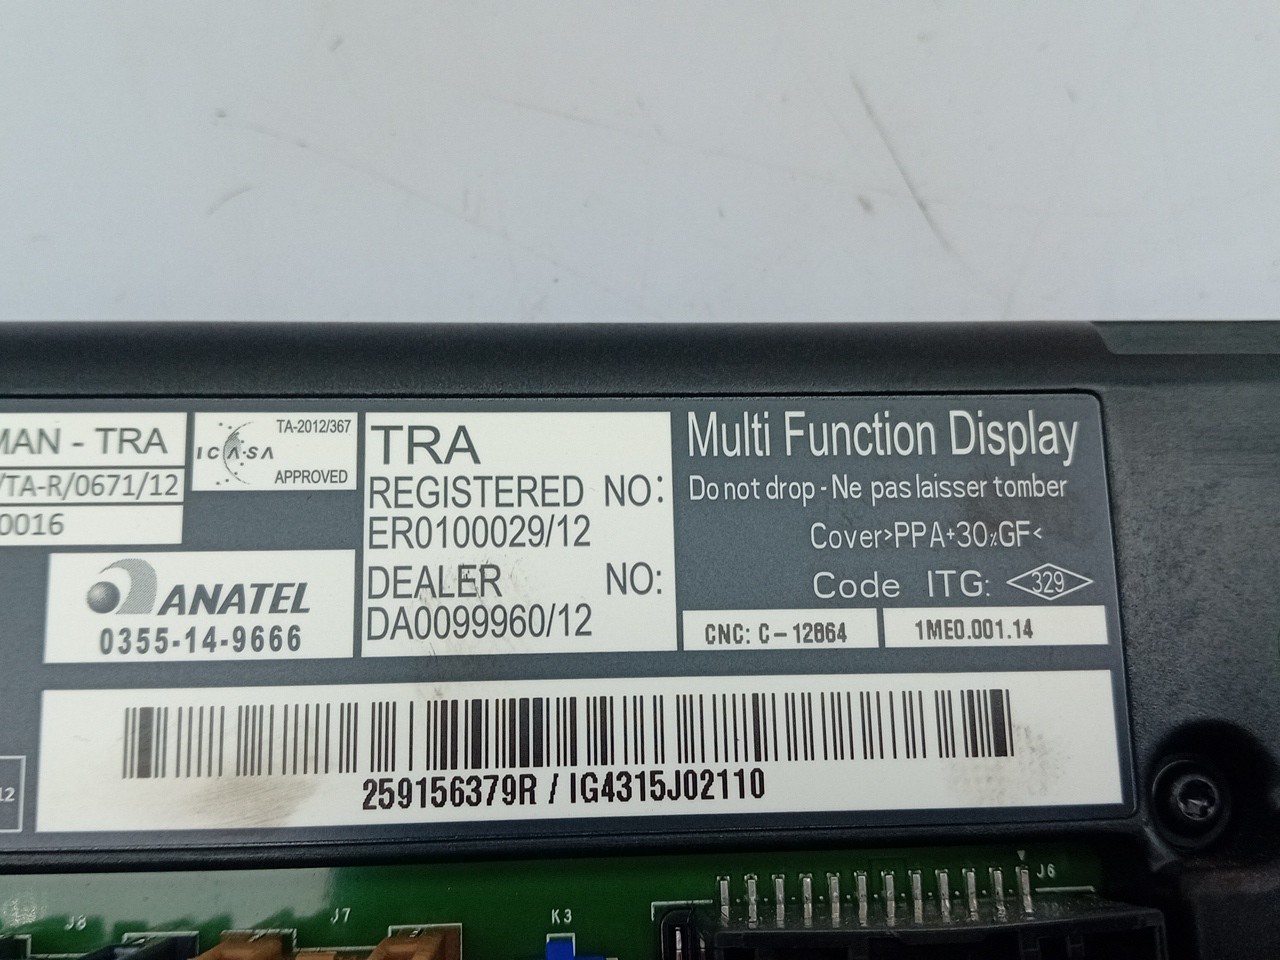 MAN - TRA
/TA-R/0671/12
0016
TA-2012/367
ICASA
APPROVED
ANATEL
0355-14-9666
TRA
REGISTERED NO:
ER0100029/12
DEALER NO:
DA0099960/12
Multi Function Display
Do not drop - Ne pas laisser tomber
Cover>PPA+30%GF<
Code ITG: 329
CNC: C-12864
1ME0.001.14
259156379R / IG4315J02110
12
J8
J7
K3
J6